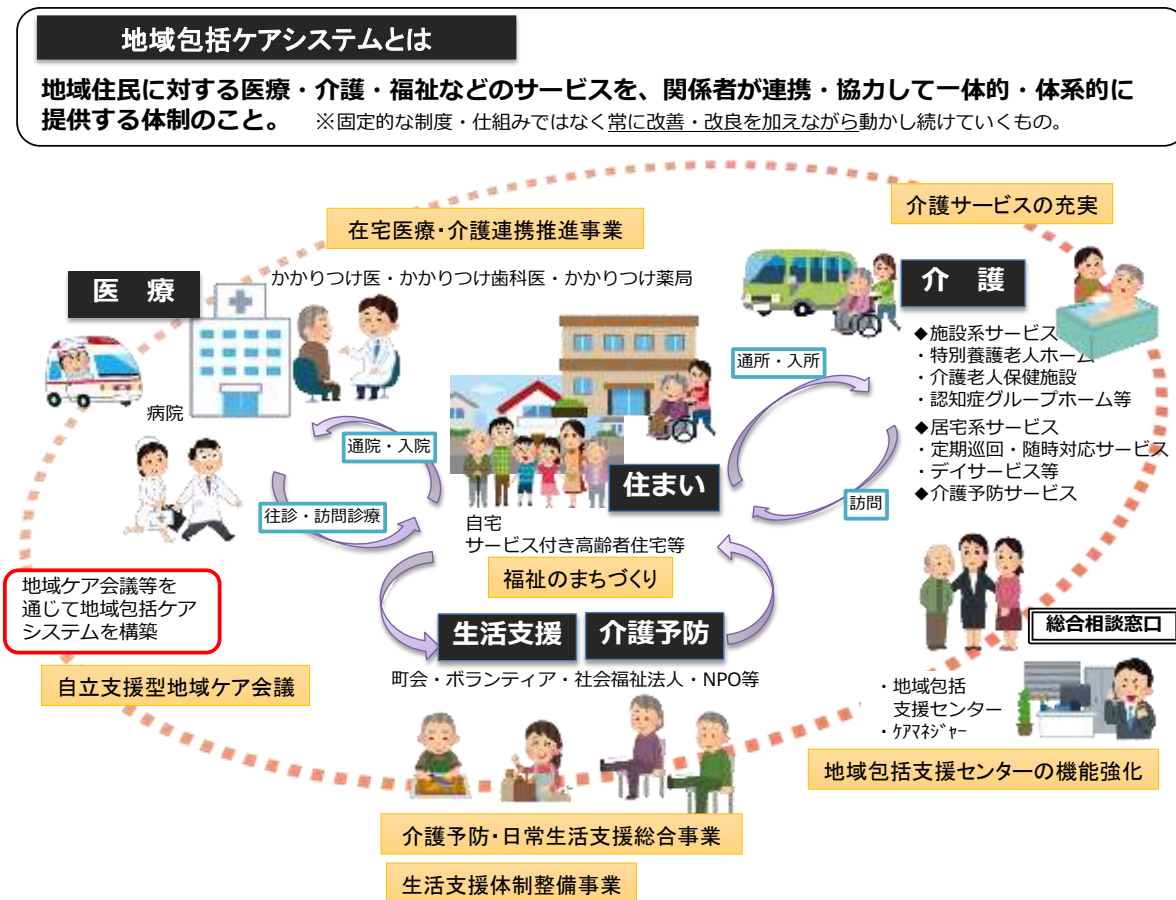 地域包括ケアシステムとは
地域住民に対する医療・介護・福祉などのサービスを、関係者が連携・協力して一体的・体系的に
提供する体制のこと。 ※固定的な制度・仕組みではなく常に改善・改良を加えながら動かし続けていくもの。
介護サービスの充実
在宅医療・介護連携推進事業
医 療
かかりつけ医・かかりつけ歯科医・かかりつけ薬局
介 護
◆施設系サービス
・特別養護老人ホーム
・介護老人保健施設
・認知症グループホーム等
◆居宅系サービス
・定期巡回・随時対応サービス
・デイサービス等
◆介護予防サービス
通所・入所
病院
通院・入院
住まい
訪問
往診・訪問診療
自宅
サービス付き高齢者住宅等
福祉のまちづくり
地域ケア会議等を
通じて地域包括ケア
システムを構築
生活支援
介護予防
総合相談窓口
自立支援型地域ケア会議
町会・ボランティア・社会福祉法人・NPO等
・地域包括
支援センター
・ｹｱﾏﾈｼﾞｬｰ
地域包括支援センターの機能強化
介護予防・日常生活支援総合事業
生活支援体制整備事業